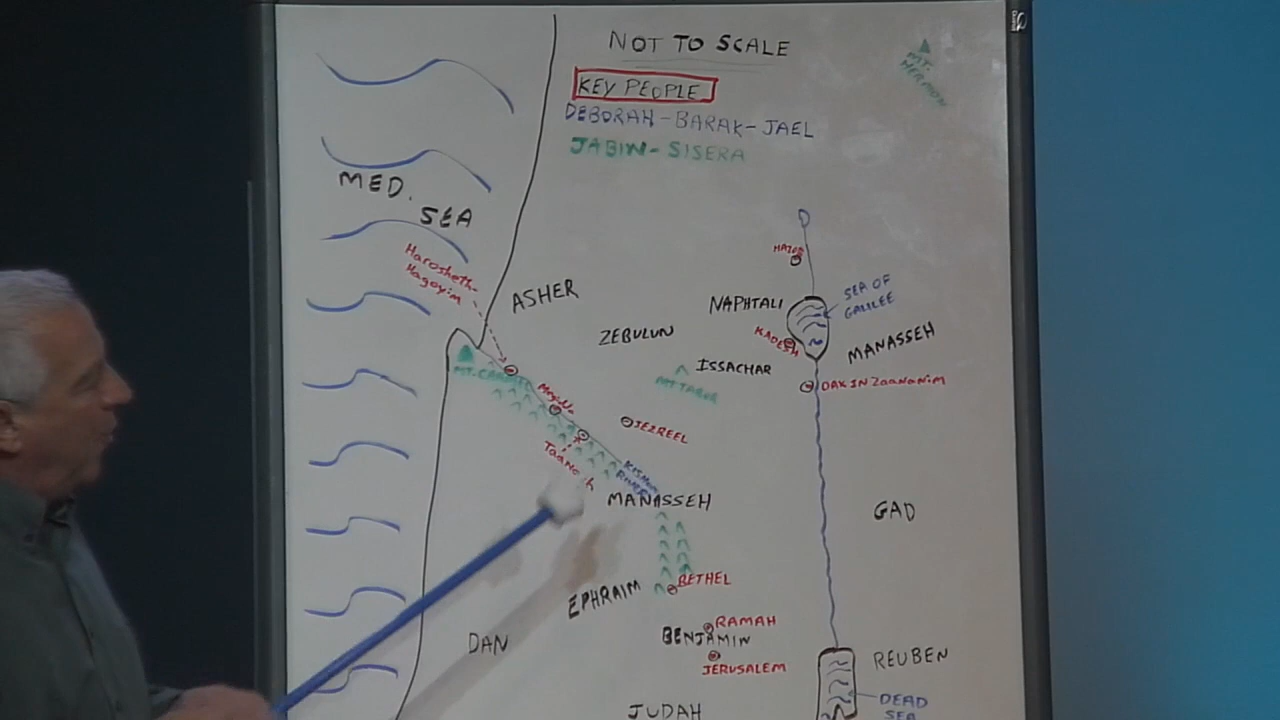 NOT TO SCALE
MT. HERMON
KEY PEOPLE
DEBORAH - BARAK - JAEL
JABIN - SISERA
MED.
SEA
Harosheth-
Hagoyim
HAZOR
ASHER
NAPHTALI
SEA OF
GALILEE
ZEBULUN
KADESH
MANASSEH
MT. CARMEL
ISSACHAR
MT TABOR
OAK IN Zaananim
JEZREEL
KISHON
RIVER
MANASSEH
GAD
EPHRAIM
BETHEL
RAMAH
BENJAMIN
DAN
JERUSALEM
REUBEN
DEAD
SEA
JUDAH